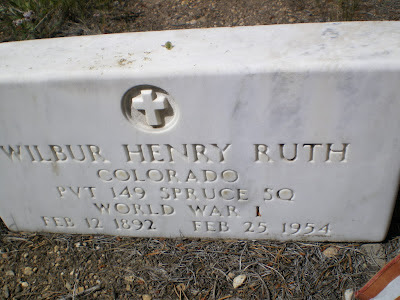 WILBUR HENRY RUTH
COLORADO
PVT 149 SPRUCE SQ
WORLD WAR I
FEB 12 1892 FEB 25 1954